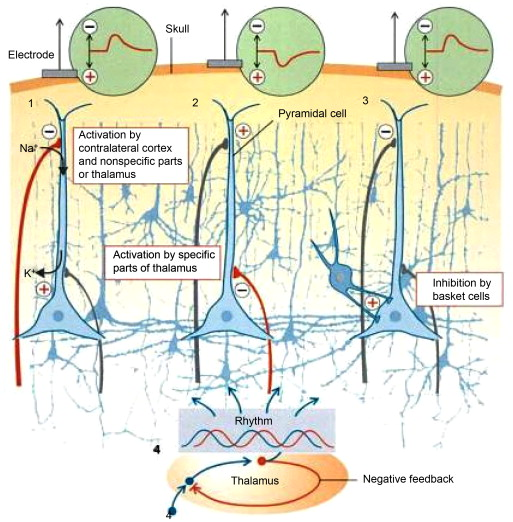 Skull
Electrode
−
+
−
+
−
+
1
2
3
Pyramidal cell
−
+
−
Activation by
contralateral cortex
and nonspecific parts
or thalamus
Na+
Activation by specific
parts of thalamus
K+
+
−
Inhibition by
basket cells
+
Rhythm
4
Thalamus
Negative feedback
4